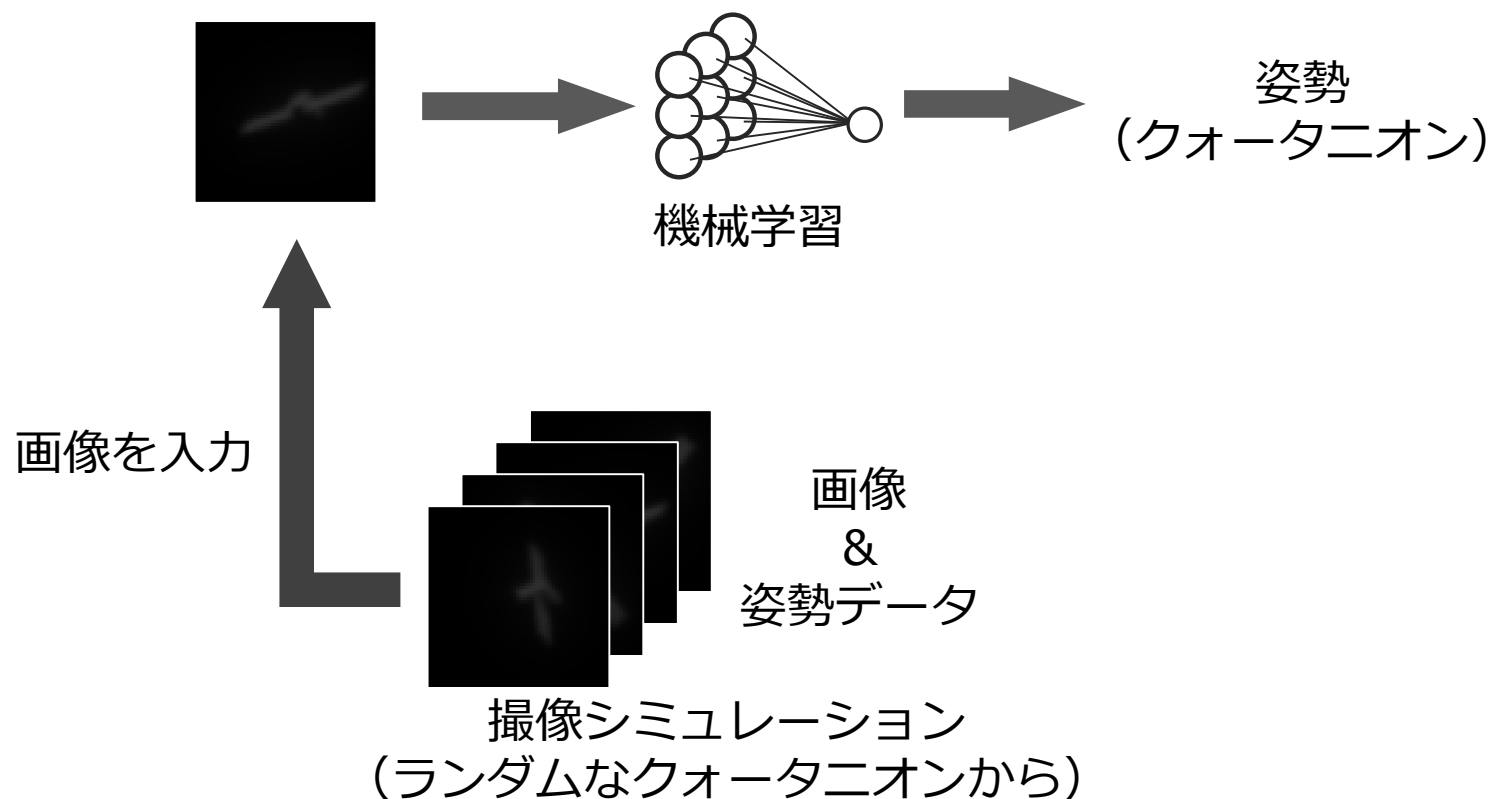 姿勢
（クォータニオン）
機械学習
画像を入力
画像
&
姿勢データ
撮像シミュレーション
（ランダムなクォータニオンから）